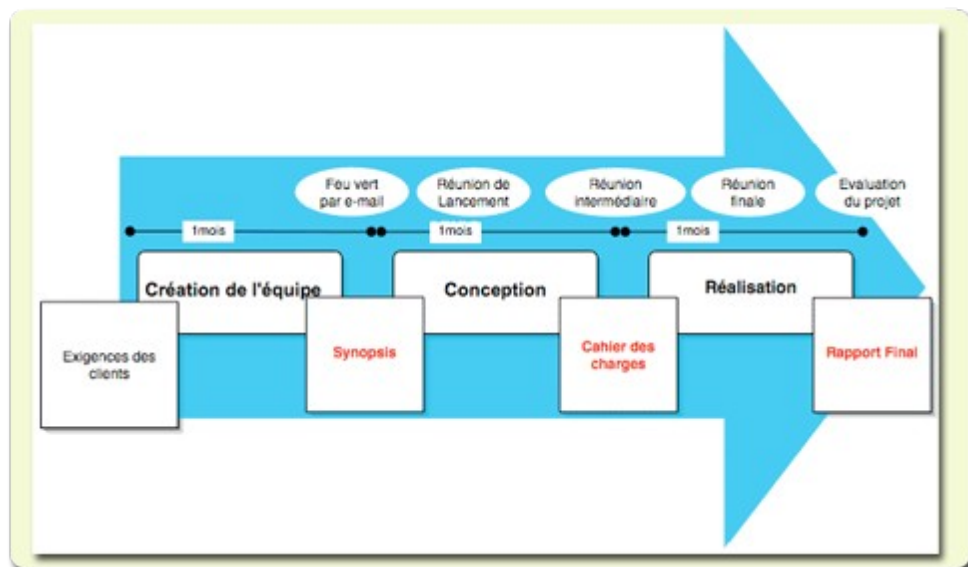 Feu vert
par e-mail
Réunion de
Lancement
Réunion
intermédiaire
Réunion
finale
Evaluation
du projet
1mois
1mois
1mois
Création de l'équipe
Conception
Réalisation
Exigences des
clients
Synopsis
Cahier des
charges
Rapport Final